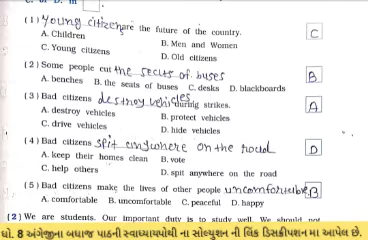 (1) Young citizens are the future of the country. C
A. Children B. Men and Women
C. Young citizens D. Old citizens
(2) Some people cut the seats of buses B
A. benches B. the seats of buses C. desks D. blackboards
(3) Bad citizens destroy vehicles during strikes. A
A. destroy vehicles B. protect vehicles
C. drive vehicles D. hide vehicles
(4) Bad citizens spit anywhere on the road D
A. keep their homes clean B. vote
C. help others D. spit anywhere on the road
(5) Bad citizens make the lives of other people uncomfortable B
A. comfortable B. uncomfortable C. peaceful D. happy
(2) We are students. Our important duty is to study well. We should not
ધો. 8 અંગ્રેજીના બધાજ પાઠની સ્વાધ્યાયપોથી ના સોલ્યુશન ની લિંક ડિસક્રીપશન મા આપેલ છે.